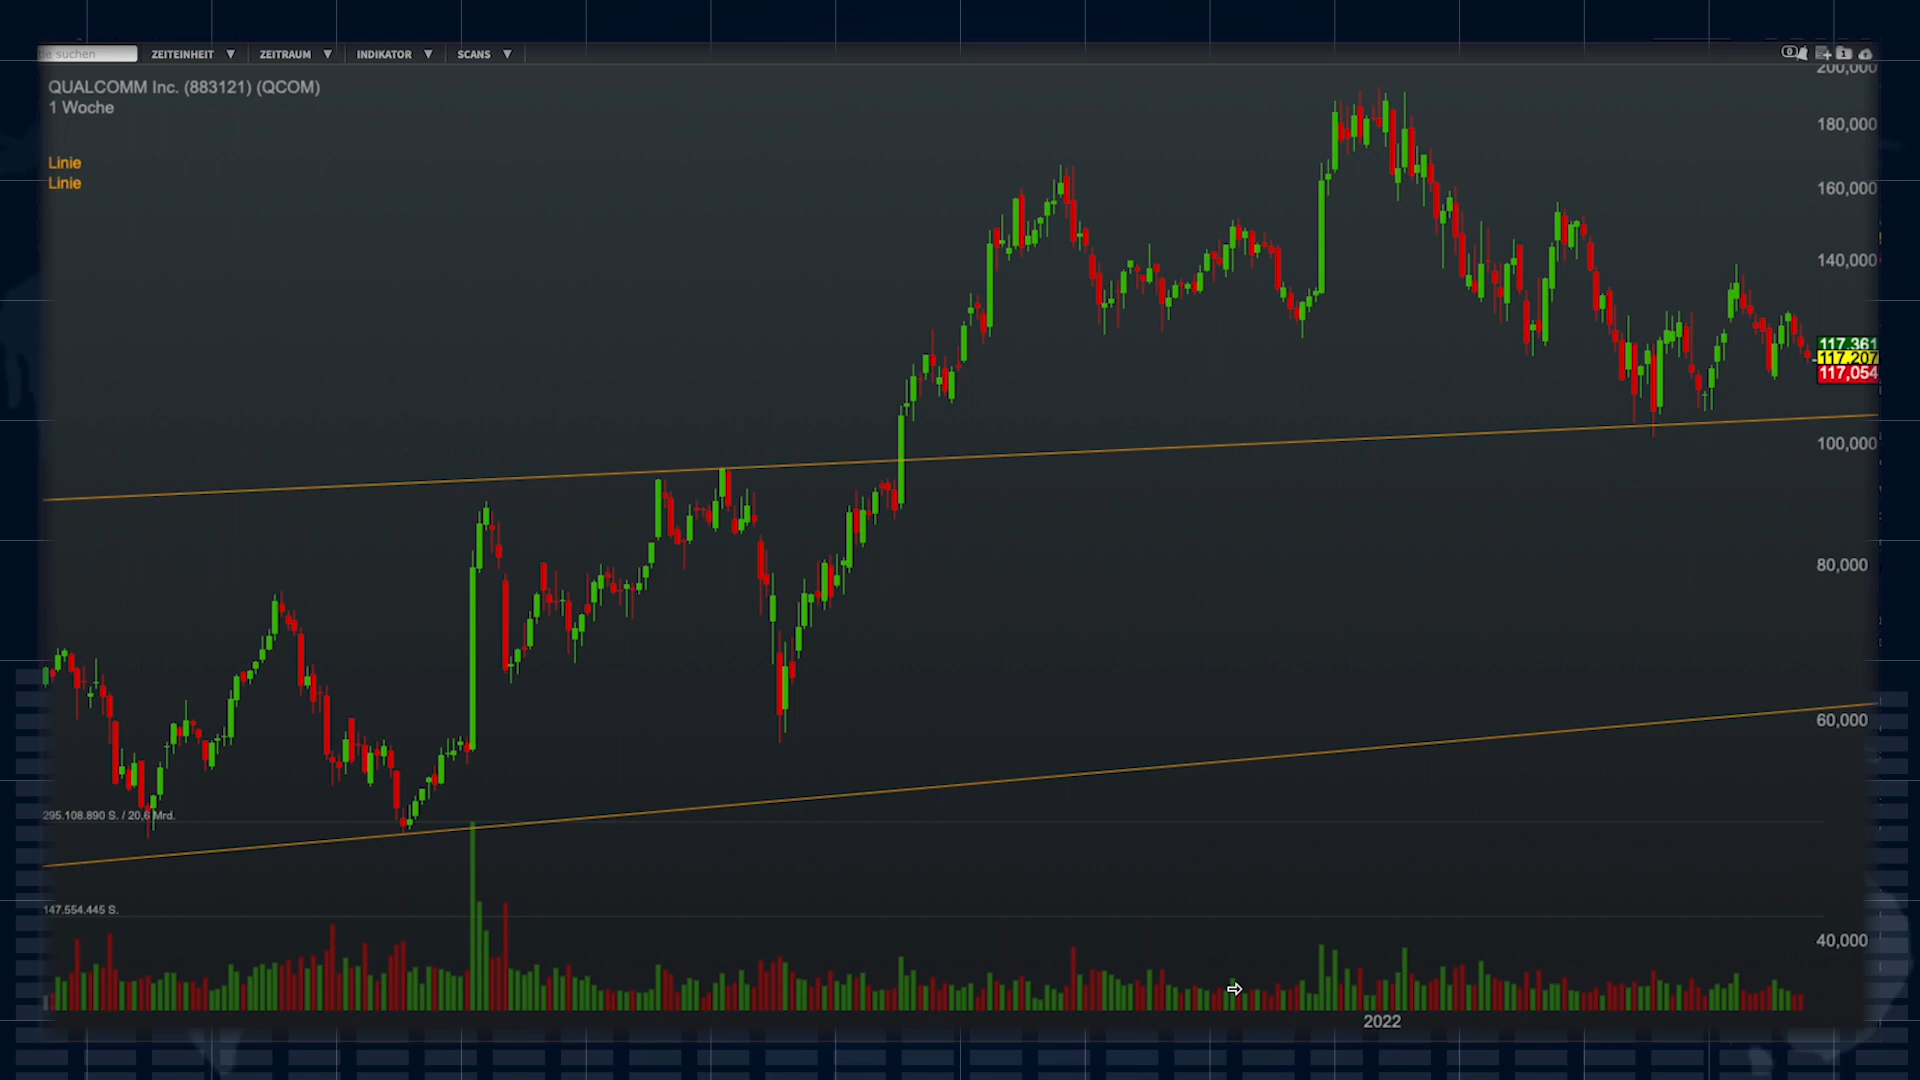 suchen
ZEITEINHEIT ▼ ZEITRAUM ▼ INDIKATOR ▼ SCANS ▼
QUALCOMM Inc. (883121) (QCOM)
1 Woche
Linie
Linie
200,000
180,000
160,000
140,000
117,361
117,207
117,054
100,000
80,000
60,000
295.108.890 S. / 20,6 Mrd.
147.554.445 S.
40,000
2022